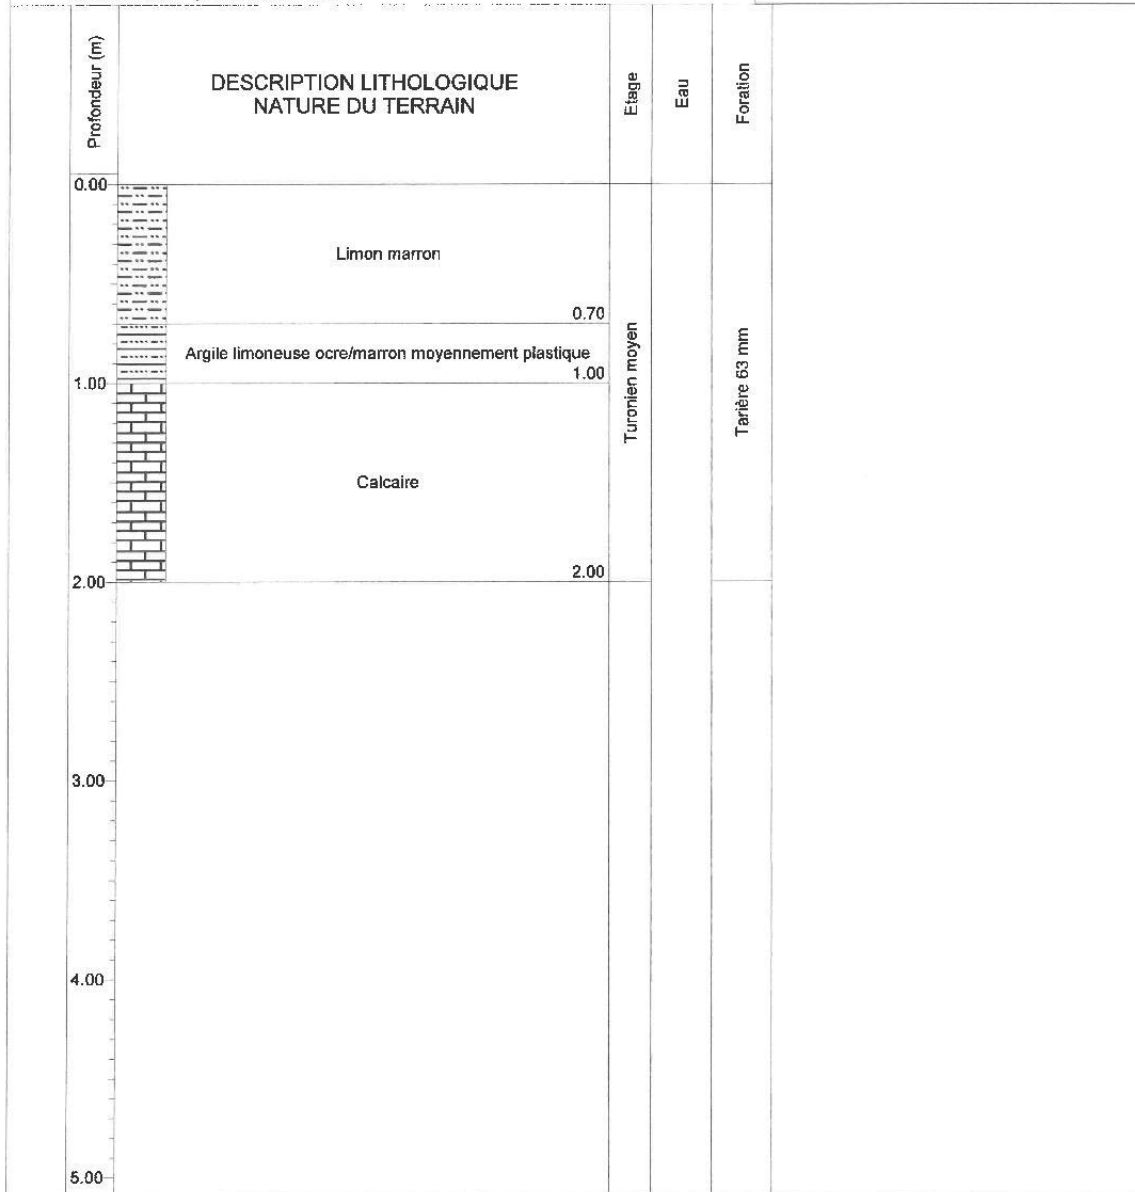 Profondeur (m)
DESCRIPTION LITHOLOGIQUE
NATURE DU TERRAIN
Etage
Eau
Foration
0.00
Limon marron
0.70
Argile limoneuse ocre/marron moyennement plastique
1.00
1.00
Calcaire
2.00
2.00
Turonien moyen
Tarière 63 mm
3.00
4.00
5.00